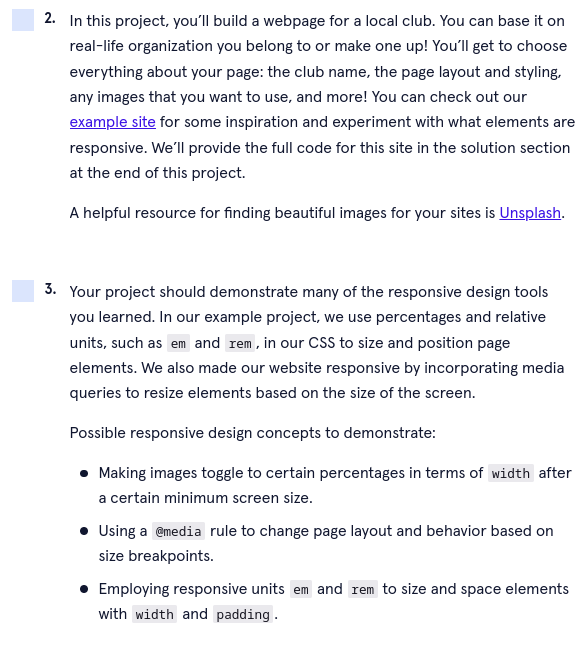 2. In this project, you’ll build a webpage for a local club. You can base it on
real-life organization you belong to or make one up! You’ll get to choose
everything about your page: the club name, the page layout and styling,
any images that you want to use, and more! You can check out our
example site for some inspiration and experiment with what elements are
responsive. We’ll provide the full code for this site in the solution section
at the end of this project.
A helpful resource for finding beautiful images for your sites is Unsplash.
3. Your project should demonstrate many of the responsive design tools
you learned. In our example project, we use percentages and relative
units, such as em and rem, in our CSS to size and position page
elements. We also made our website responsive by incorporating media
queries to resize elements based on the size of the screen.
Possible responsive design concepts to demonstrate:
• Making images toggle to certain percentages in terms of width after
a certain minimum screen size.
• Using a @media rule to change page layout and behavior based on
size breakpoints.
• Employing responsive units em and rem to size and space elements
with width and padding.